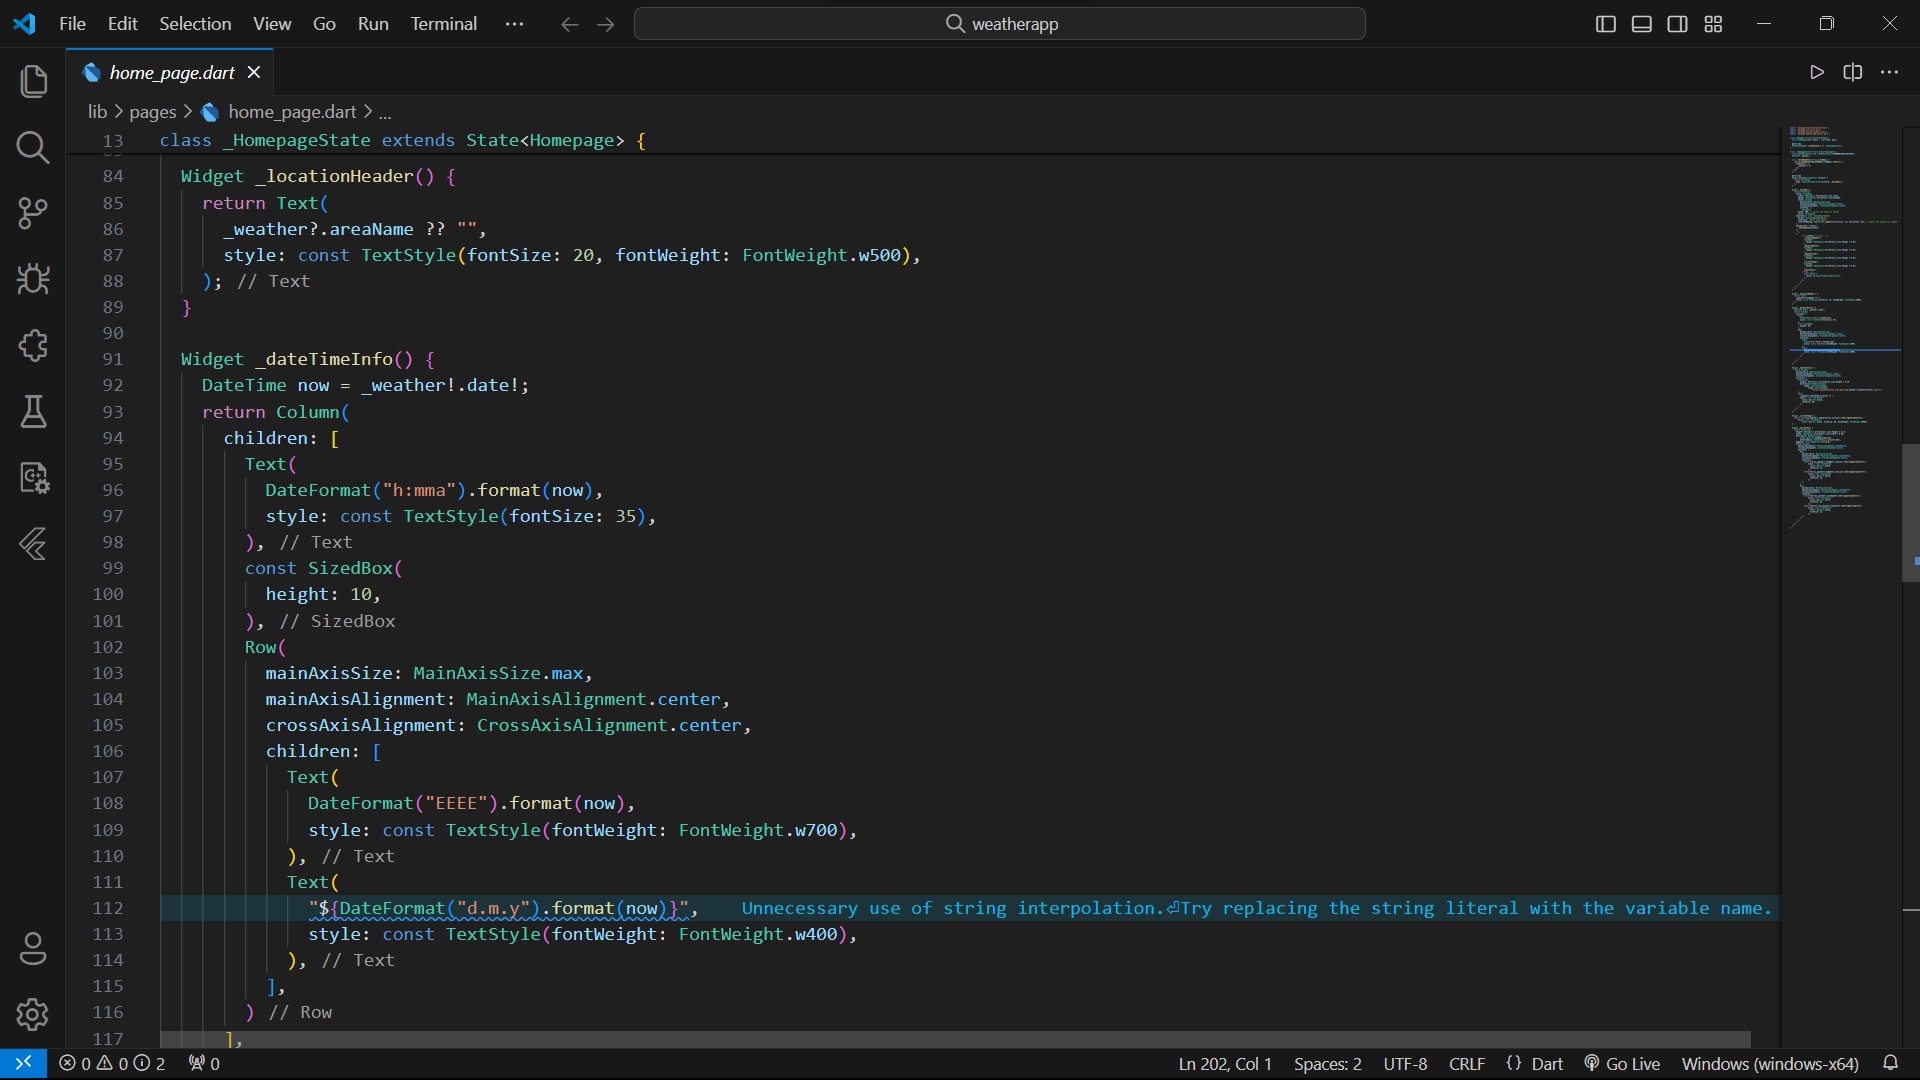 File Edit Selection View Go Run Terminal ··· weatherapp
home_page.dart
lib > pages > home_page.dart > ...
13 class _HomepageState extends State<Homepage> {
84 Widget _locationHeader() {
85 return Text(
86 _weather?.areaName ?? "",
87 style: const TextStyle(fontSize: 20, fontWeight: FontWeight.w500),
88 ); // Text
89 }
90
91 Widget _dateTimeInfo() {
92 DateTime now = _weather!.date!;
93 return Column(
94 children: [
95 Text(
96 DateFormat("h:mma").format(now),
97 style: const TextStyle(fontSize: 35),
98 ), // Text
99 const SizedBox(
100 height: 10,
101 ), // SizedBox
102 Row(
103 mainAxisSize: MainAxisSize.max,
104 mainAxisAlignment: MainAxisAlignment.center,
105 crossAxisAlignment: CrossAxisAlignment.center,
106 children: [
107 Text(
108 DateFormat("EEEE").format(now),
109 style: const TextStyle(fontWeight: FontWeight.w700),
110 ), // Text
111 Text(
112 "${DateFormat("d.m.y").format(now)}", Unnecessary use of string interpolation.⏎Try replacing the string literal with the variable name.
113 style: const TextStyle(fontWeight: FontWeight.w400),
114 ), // Text
115 ],
116 ) // Row
117 ],
0 0 2 0 Ln 202, Col 1 Spaces: 2 UTF-8 CRLF {} Dart Go Live Windows (windows-x64)